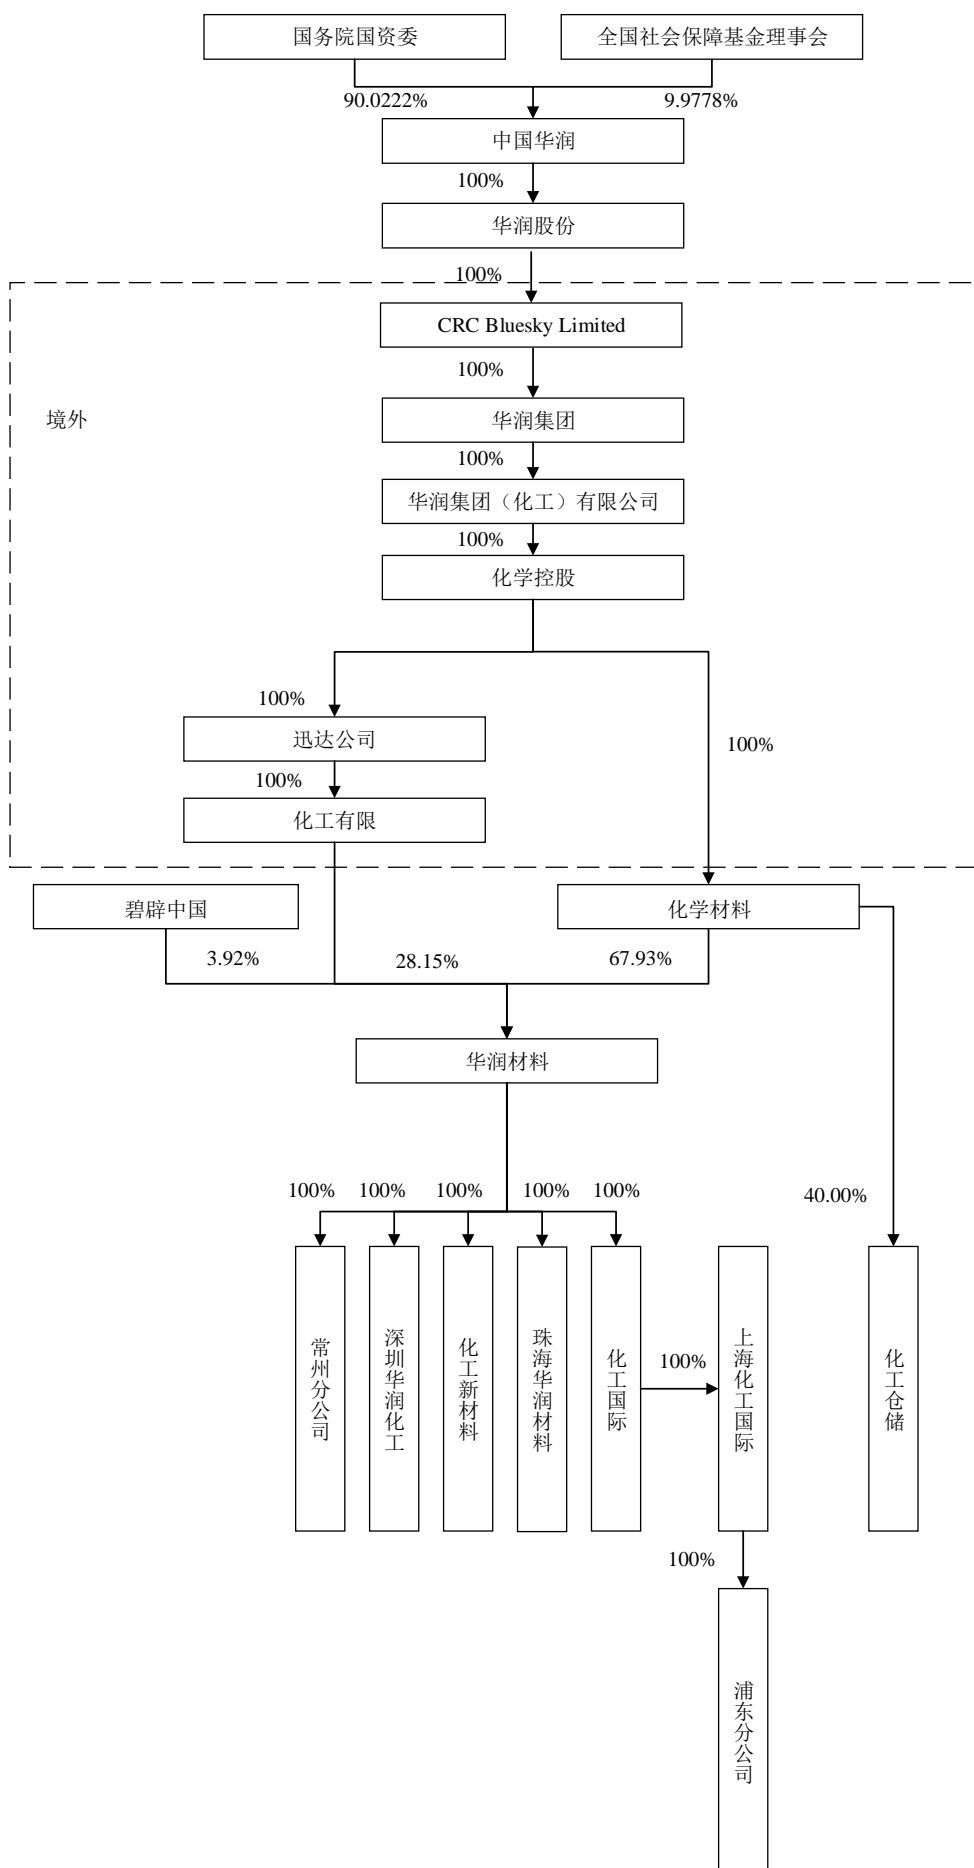 国务院国资委
全国社会保障基金理事会
90.0222%
9.9778%
中国华润
100%
华润股份
100%
CRC Bluesky Limited
100%
境外
华润集团
100%
华润集团（化工）有限公司
100%
化学控股
100%
迅达公司
100%
100%
化工有限
碧辟中国
化学材料
3.92%
28.15%
67.93%
华润材料
100%
100%
100%
100%
100%
40.00%
常州分公司
深圳华润化工
化工新材料
珠海华润材料
化工国际
100%
上海化工国际
化工仓储
100%
浦东分公司